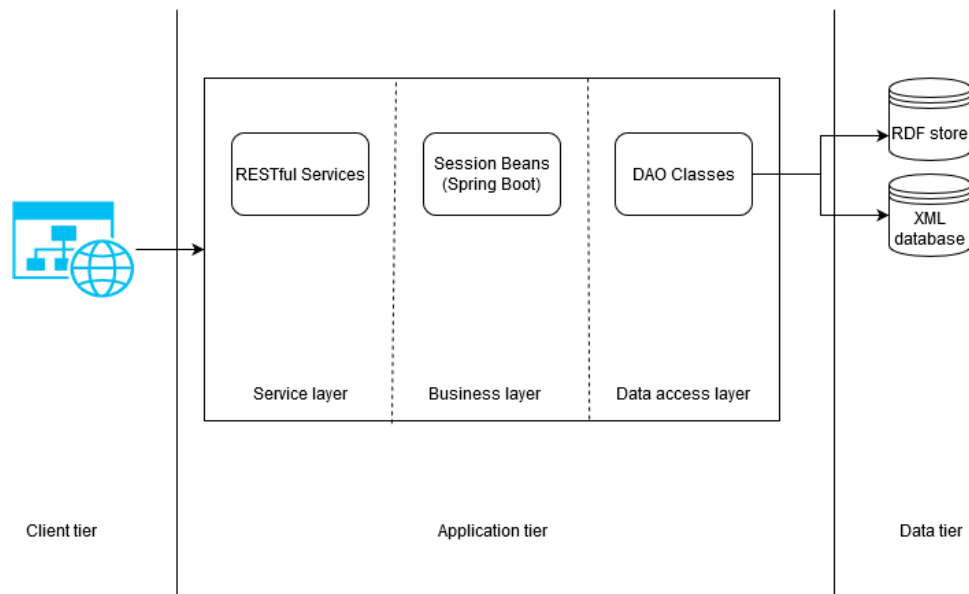 RESTful Services
Session Beans
(Spring Boot)
DAO Classes
RDF store
XML
database
Service layer
Business layer
Data access layer
Client tier
Application tier
Data tier